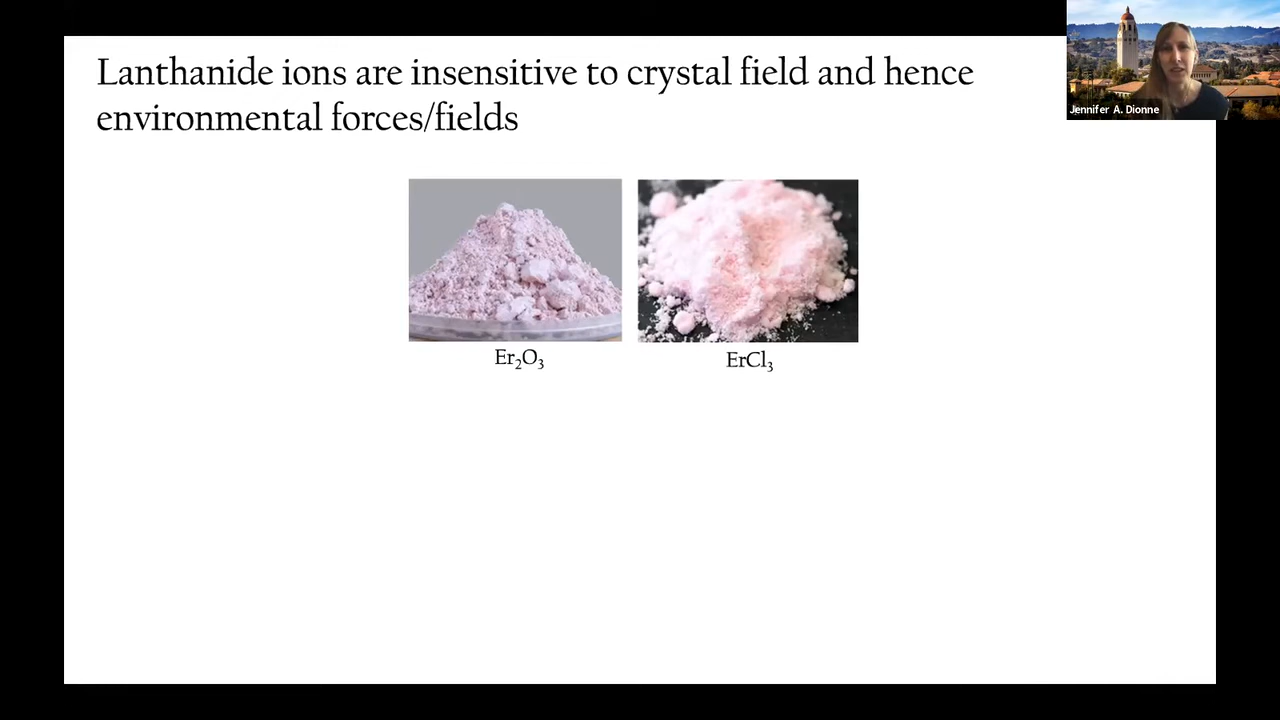 Lanthanide ions are insensitive to crystal field and hence
environmental forces/fields
Jennifer A. Dionne
Er₂O₃
ErCl₃